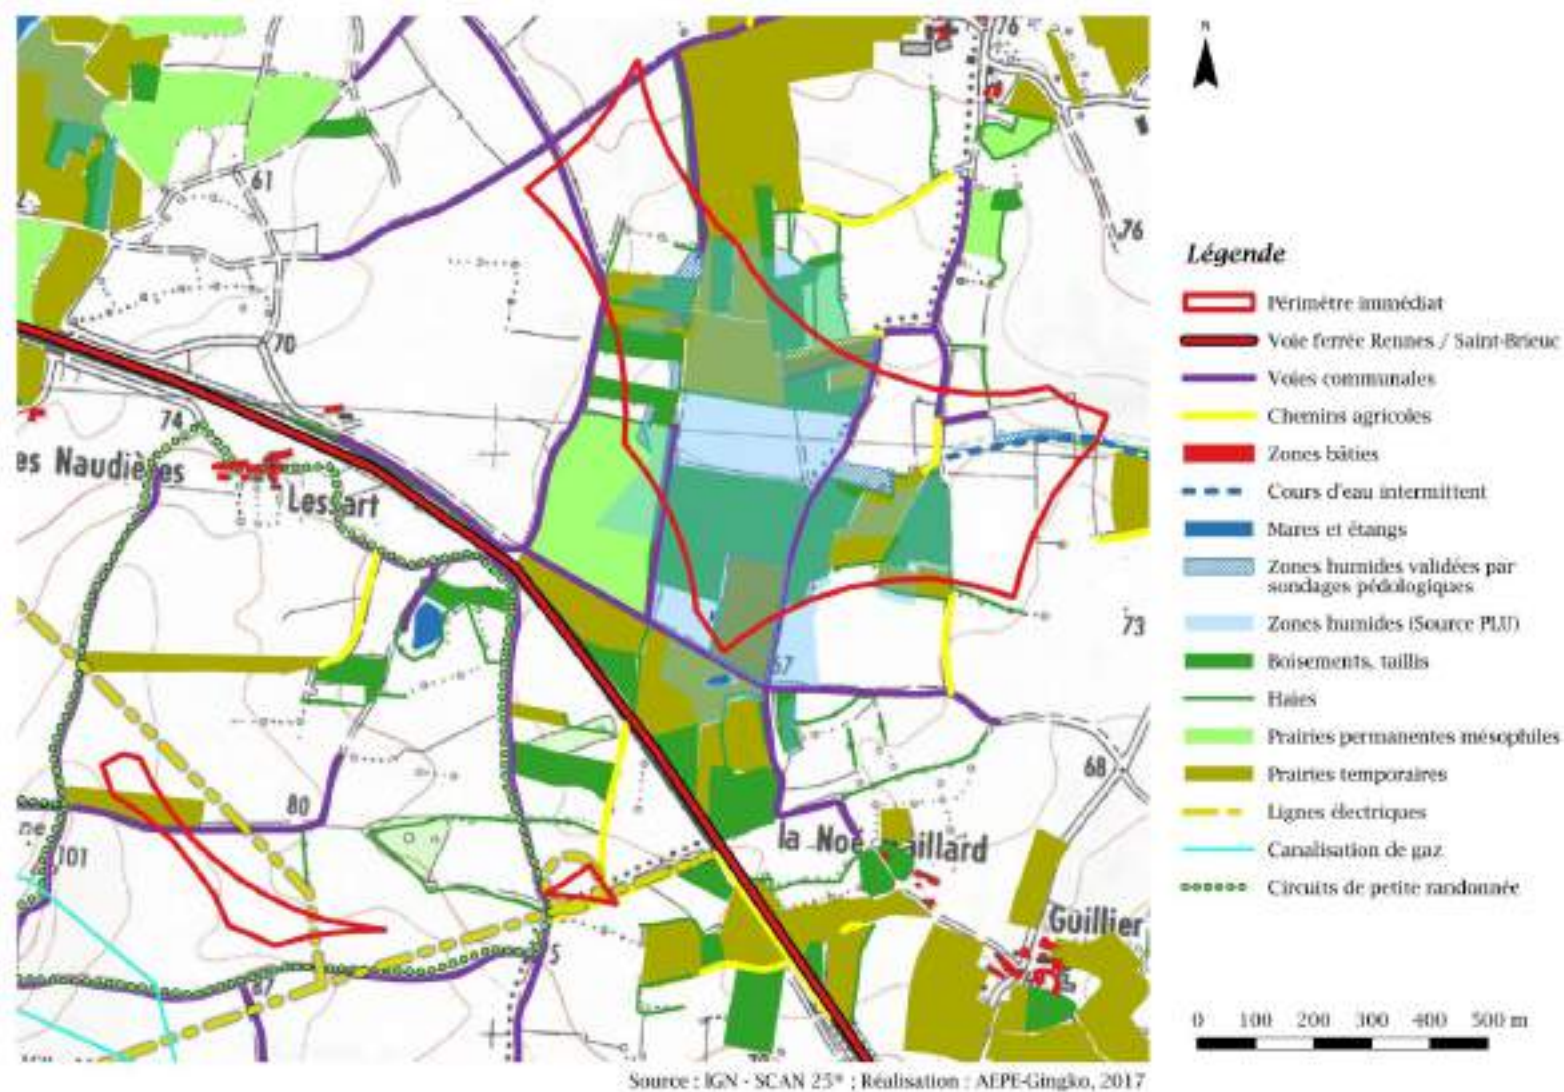 76
N
61
76
Légende
Périmètre immédiat
70
Voie ferrée Rennes / Saint-Brieuc
Voies communales
74
Chemins agricoles
es Naudières
Zones bâties
Lessart
Cours d'eau intermittent
Mares et étangs
Zones humides validées par
sondages pédologiques
73
Zones humides (Source PLU)
67
Boisements, taillis
Haies
Prairies permanentes mésophiles
68
Prairies temporaires
80
Lignes électriques
ne
101
la Noë aillard
Canalisation de gaz
Circuits de petite randonnée
Guillier
5
0 100 200 300 400 500 m
Source : IGN - SCAN 25® ; Réalisation : AEPE-Gingko, 2017